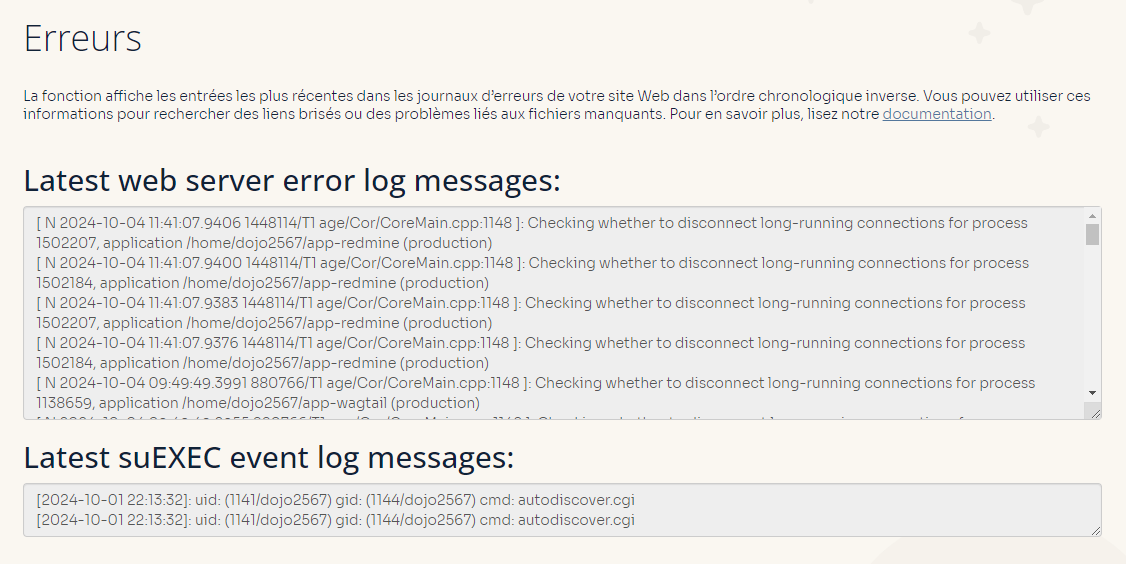 Erreurs
La fonction affiche les entrées les plus récentes dans les journaux d'erreurs de votre site Web dans l'ordre chronologique inverse. Vous pouvez utiliser ces
informations pour rechercher des liens brisés ou des problèmes liés aux fichiers manquants. Pour en savoir plus, lisez notre documentation.
Latest web server error log messages:
[ N 2024-10-04 11:41:07.9406 1448114/T1 age/Cor/CoreMain.cpp:1148 ]: Checking whether to disconnect long-running connections for process
1502207, application /home/dojo2567/app-redmine (production)
[ N 2024-10-04 11:41:07.9400 1448114/T1 age/Cor/CoreMain.cpp:1148 ]: Checking whether to disconnect long-running connections for process
1502184, application /home/dojo2567/app-redmine (production)
[ N 2024-10-04 11:41:07.9383 1448114/T1 age/Cor/CoreMain.cpp:1148 ]: Checking whether to disconnect long-running connections for process
1502207, application /home/dojo2567/app-redmine (production)
[ N 2024-10-04 11:41:07.9376 1448114/T1 age/Cor/CoreMain.cpp:1148 ]: Checking whether to disconnect long-running connections for process
1502184, application /home/dojo2567/app-redmine (production)
[ N 2024-10-04 09:49:49.3991 880766/T1 age/Cor/CoreMain.cpp:1148 ]: Checking whether to disconnect long-running connections for process
1138659, application /home/dojo2567/app-wagtail (production)
Latest suEXEC event log messages:
[2024-10-01 22:13:32]: uid: (1141/dojo2567) gid: (1144/dojo2567) cmd: autodiscover.cgi
[2024-10-01 22:13:32]: uid: (1141/dojo2567) gid: (1144/dojo2567) cmd: autodiscover.cgi